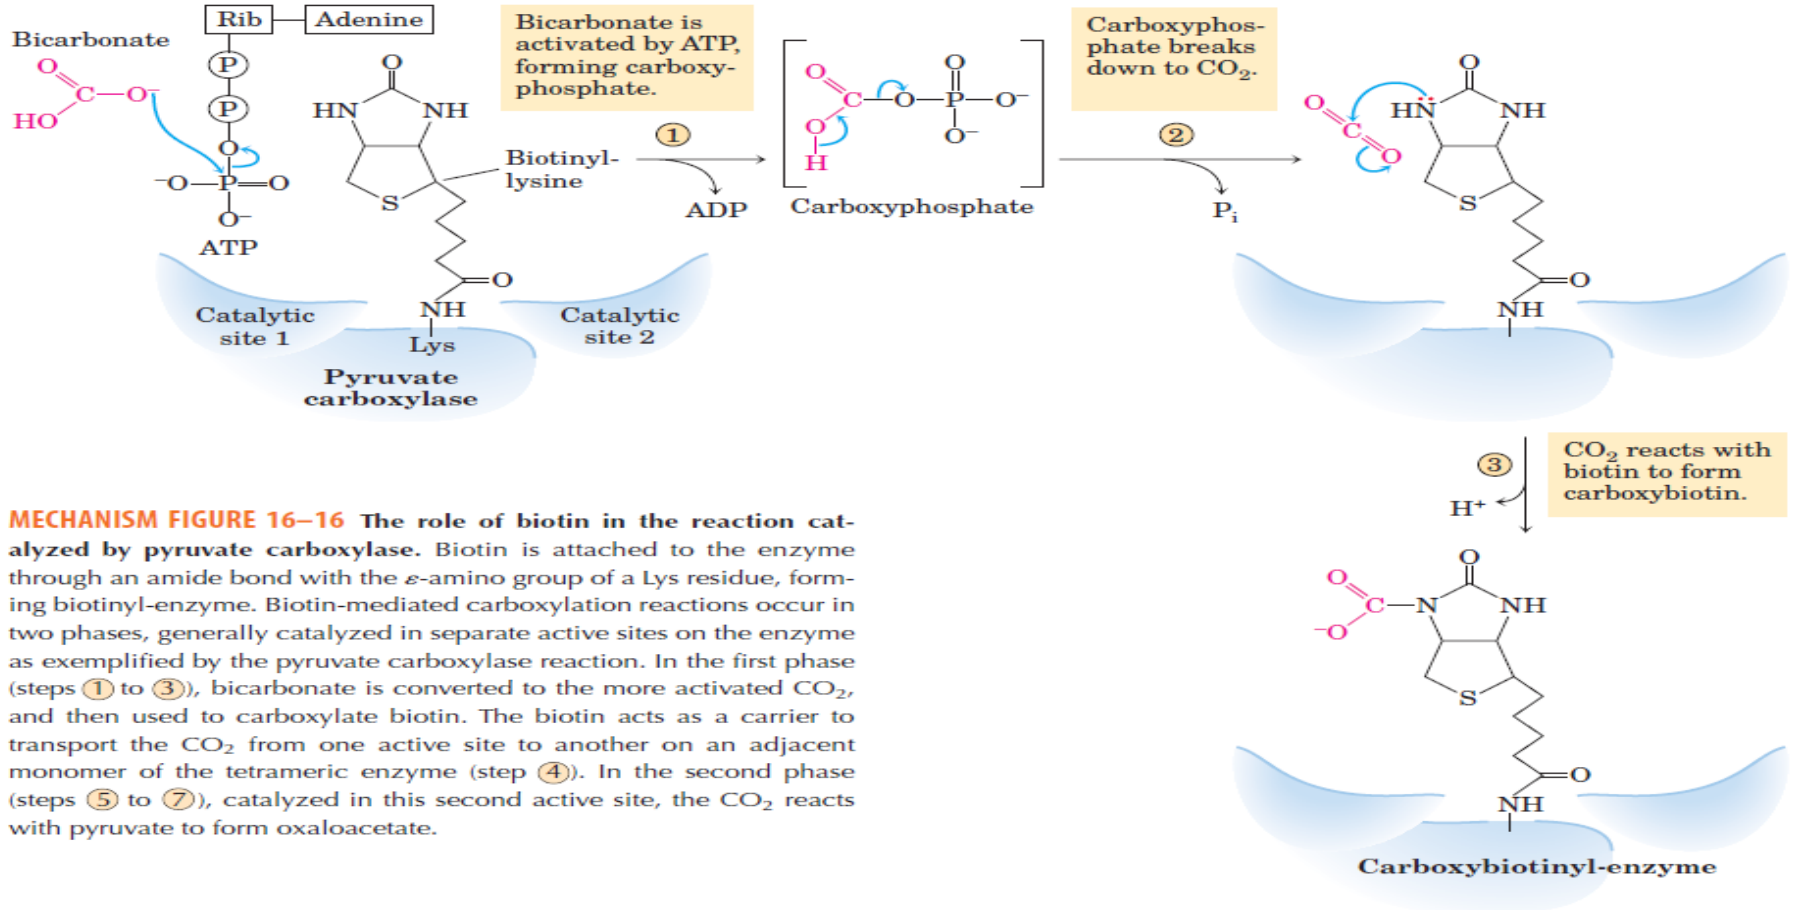 Bicarbonate
Rib
Adenine
P
P
O
O
C
O⁻
HO
⁻O
P
O
O⁻
ATP
O
HN
NH
S
Biotinyl-
lysine
O
NH
Lys
Catalytic
site 1
Catalytic
site 2
Pyruvate
carboxylase
Bicarbonate is
activated by ATP,
forming carboxy-
phosphate.
1
ADP
O
C
O
P
O⁻
O
O
H
O⁻
Carboxyphosphate
Carboxyphos-
phate breaks
down to CO₂.
2
Pᵢ
O
C
O
O
HN
NH
S
O
NH
3
H⁺
CO₂ reacts with
biotin to form
carboxybiotin.
O
O
C
N
NH
⁻O
S
O
NH
Carboxybiotinyl-enzyme
MECHANISM FIGURE 16–16 The role of biotin in the reaction cat-
alyzed by pyruvate carboxylase. Biotin is attached to the enzyme
through an amide bond with the ε-amino group of a Lys residue, form-
ing biotinyl-enzyme. Biotin-mediated carboxylation reactions occur in
two phases, generally catalyzed in separate active sites on the enzyme
as exemplified by the pyruvate carboxylase reaction. In the first phase
(steps ① to ③), bicarbonate is converted to the more activated CO₂,
and then used to carboxylate biotin. The biotin acts as a carrier to
transport the CO₂ from one active site to another on an adjacent
monomer of the tetrameric enzyme (step ④). In the second phase
(steps ⑤ to ⑦), catalyzed in this second active site, the CO₂ reacts
with pyruvate to form oxaloacetate.